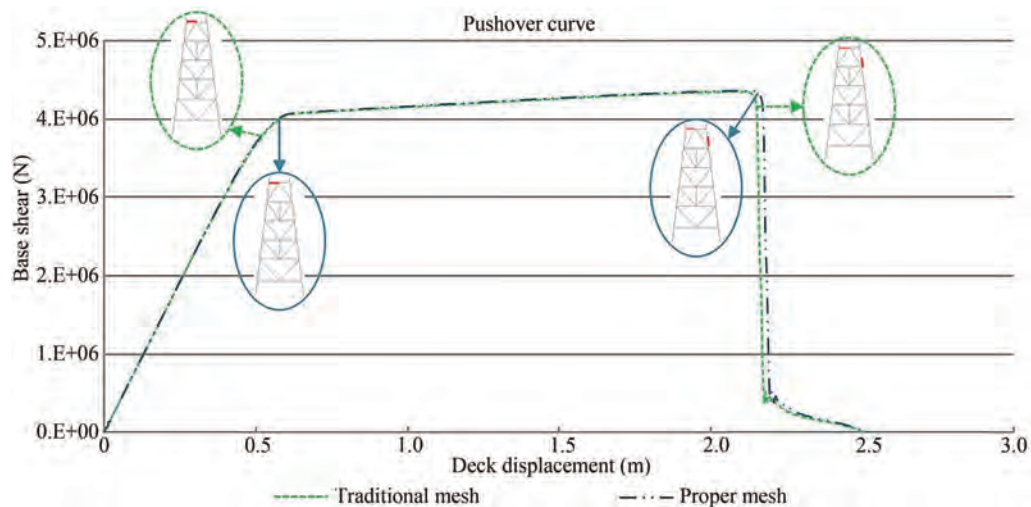 Pushover curve
5.E+06
4.E+06
3.E+06
2.E+06
1.E+06
0.E+00
Base shear (N)
0 0.5 1.0 1.5 2.0 2.5 3.0
Deck displacement (m)
Traditional mesh Proper mesh